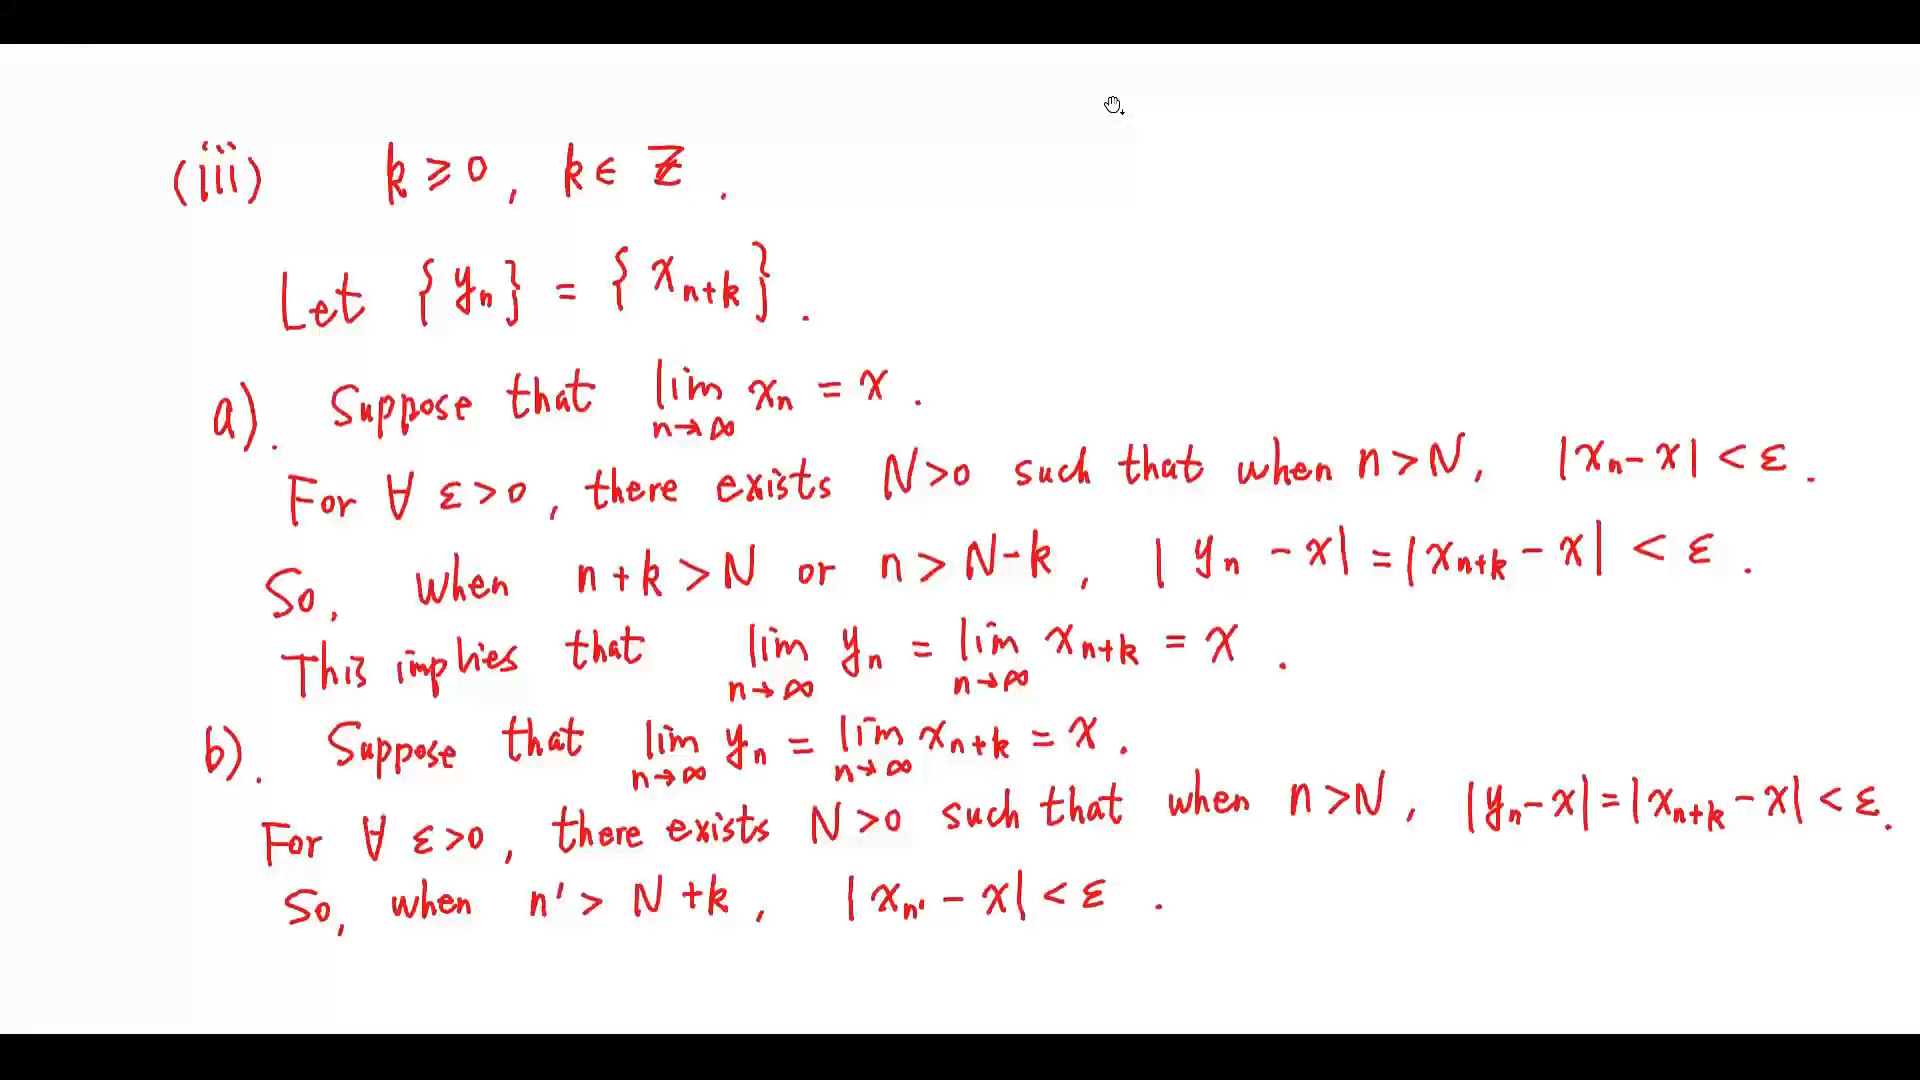 (iii) k ⩾ 0, k ∈ ℤ.
Let {yₙ} = {xₙ₊ₖ}.
a). Suppose that lim_{n→∞} xₙ = x.
For ∀ ε>0, there exists N>0 such that when n>N, |xₙ-x| < ε.
So, when n+k > N or n > N-k, |yₙ - x| = |xₙ₊ₖ - x| < ε.
This implies that lim_{n→∞} yₙ = lim_{n→∞} xₙ₊ₖ = x.
b). Suppose that lim_{n→∞} yₙ = lim_{n→∞} xₙ₊ₖ = x.
For ∀ ε>0, there exists N>0 such that when n>N, |yₙ-x| = |xₙ₊ₖ-x| < ε.
So, when n' > N+k, |x_{n'} - x| < ε.